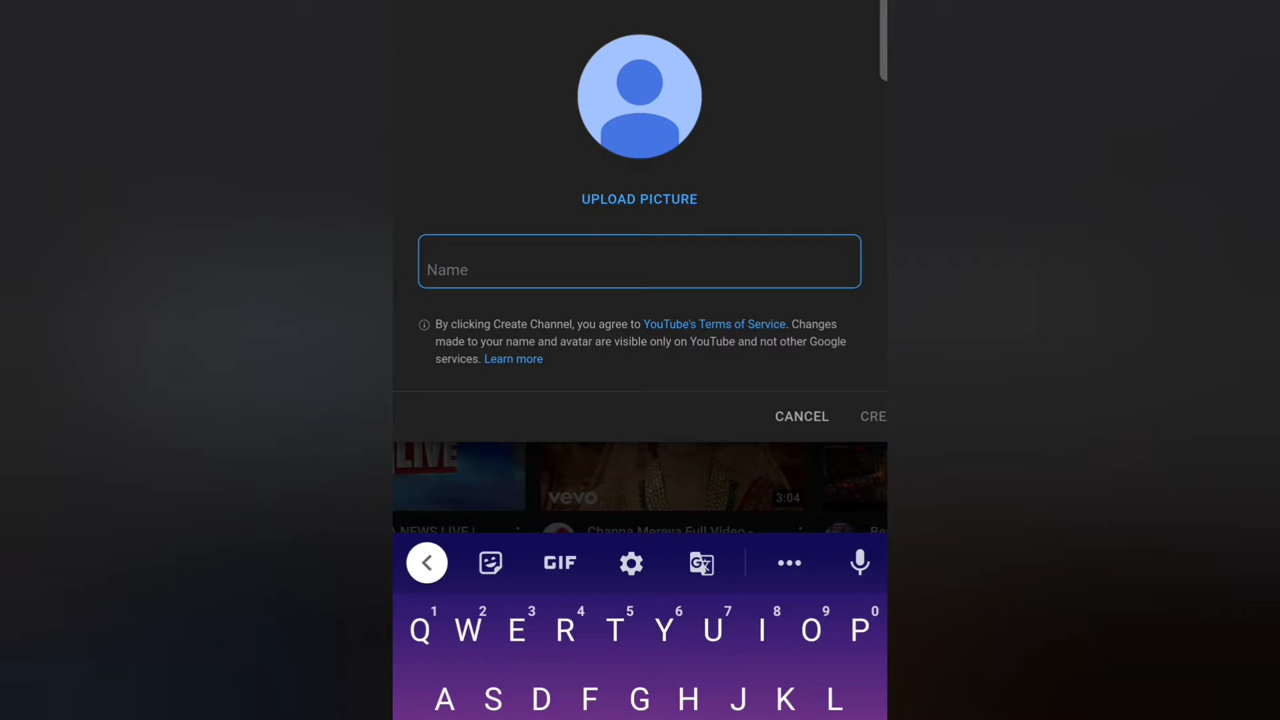 UPLOAD PICTURE
Name
By clicking Create Channel, you agree to YouTube's Terms of Service. Changes
made to your name and avatar are visible only on YouTube and not other Google
services. Learn more
CANCEL CRE
LIVE
vevo
3:04
NEWS LIVE |
Channa Mereya Full Video -
Be
GIF
1 2 3 4 5 6 7 8 9 0
Q W E R T Y U I O P
A S D F G H J K L